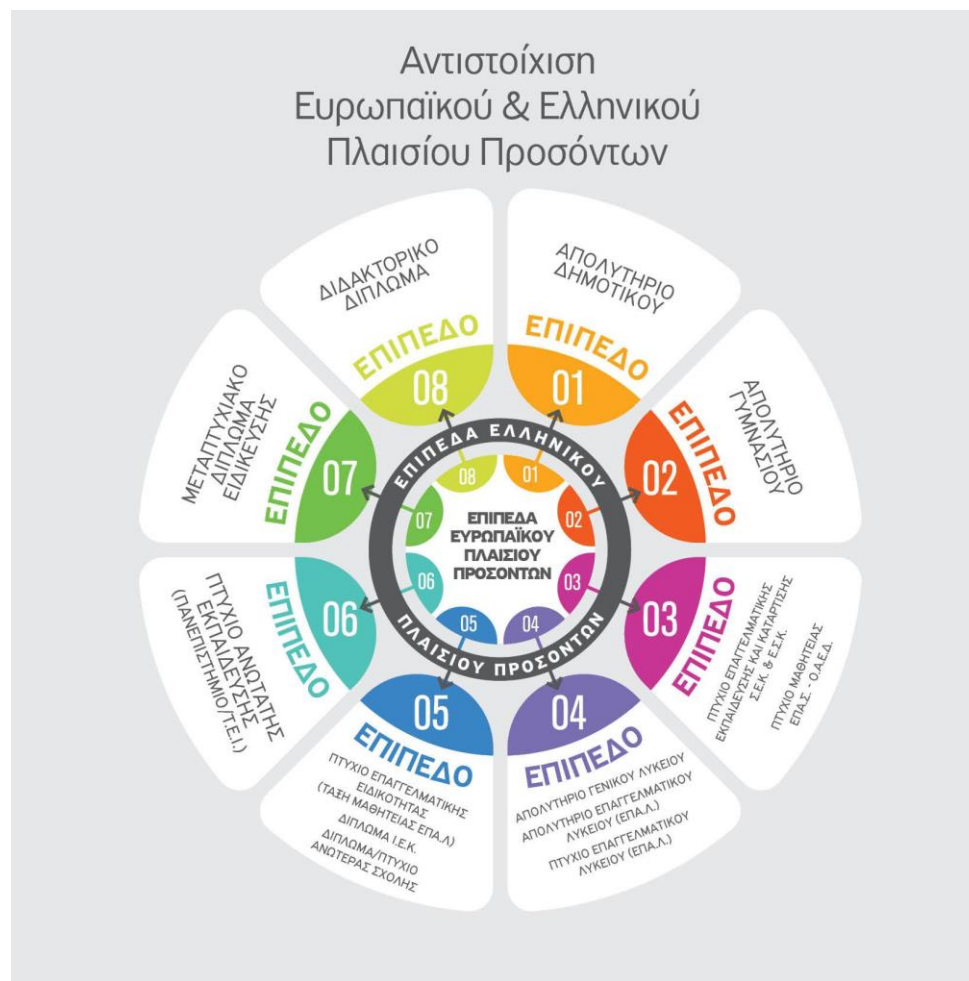 Αντιστοίχιση
Ευρωπαϊκού & Ελληνικού
Πλαισίου Προσόντων
ΑΠΟΛΥΤΗΡΙΟ
ΔΗΜΟΤΙΚΟΥ
ΕΠΙΠΕΔΟ
01
ΑΠΟΛΥΤΗΡΙΟ
ΓΥΜΝΑΣΙΟΥ
ΕΠΙΠΕΔΟ
02
ΕΠΙΠΕΔΟ
03
ΠΤΥΧΙΟ ΕΠΑΓΓΕΛΜΑΤΙΚΗΣ
ΕΚΠΑΙΔΕΥΣΗΣ ΚΑΙ ΚΑΤΑΡΤΙΣΗΣ
Σ.Ε.Κ. & Ε.Σ.Κ.
ΠΤΥΧΙΟ ΜΑΘΗΤΕΙΑΣ
ΕΠΑ.Σ. - Ο.Α.Ε.Δ.
04
ΕΠΙΠΕΔΟ
ΑΠΟΛΥΤΗΡΙΟ ΓΕΝΙΚΟΥ ΛΥΚΕΙΟΥ
ΑΠΟΛΥΤΗΡΙΟ ΕΠΑΓΓΕΛΜΑΤΙΚΟΥ
ΛΥΚΕΙΟΥ (ΕΠΑ.Λ.)
ΠΤΥΧΙΟ ΕΠΑΓΓΕΛΜΑΤΙΚΟΥ
ΛΥΚΕΙΟΥ (ΕΠΑ.Λ.)
05
ΕΠΙΠΕΔΟ
ΠΤΥΧΙΟ ΕΠΑΓΓΕΛΜΑΤΙΚΗΣ
ΕΙΔΙΚΟΤΗΤΑΣ
(ΤΑΞΗ ΜΑΘΗΤΕΙΑΣ ΕΠΑ.Λ)
ΔΙΠΛΩΜΑ Ι.Ε.Κ.
ΔΙΠΛΩΜΑ/ΠΤΥΧΙΟ
ΑΝΩΤΕΡΑΣ ΣΧΟΛΗΣ
06
ΕΠΙΠΕΔΟ
ΠΤΥΧΙΟ ΑΝΩΤΑΤΗΣ
ΕΚΠΑΙΔΕΥΣΗΣ
(ΠΑΝΕΠΙΣΤΗΜΙΟ/Τ.Ε.Ι.)
ΜΕΤΑΠΤΥΧΙΑΚΟ
ΔΙΠΛΩΜΑ
ΕΙΔΙΚΕΥΣΗΣ
ΕΠΙΠΕΔΟ
07
ΔΙΔΑΚΤΟΡΙΚΟ
ΔΙΠΛΩΜΑ
ΕΠΙΠΕΔΟ
08
ΕΠΙΠΕΔΑ ΕΛΛΗΝΙΚΟΥ
ΠΛΑΙΣΙΟΥ ΠΡΟΣΟΝΤΩΝ
01
02
03
04
05
06
07
08
ΕΠΙΠΕΔΑ
ΕΥΡΩΠΑΪΚΟΥ
ΠΛΑΙΣΙΟΥ
ΠΡΟΣΟΝΤΩΝ